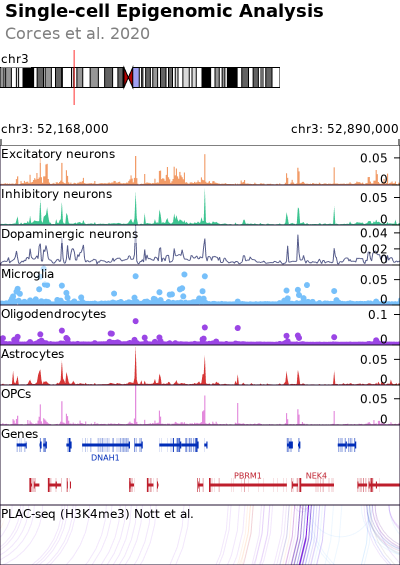 Single-cell Epigenomic Analysis
Corces et al. 2020
chr3
chr3: 52,168,000 chr3: 52,890,000
Excitatory neurons 0.05
0
Inhibitory neurons 0.05
0
Dopaminergic neurons 0.04
0.02
0
Microglia 0.05
0
Oligodendrocytes 0.1
0
Astrocytes 0.05
0
OPCs 0.05
0
Genes
DNAH1
PBRM1 NEK4
PLAC-seq (H3K4me3) Nott et al.